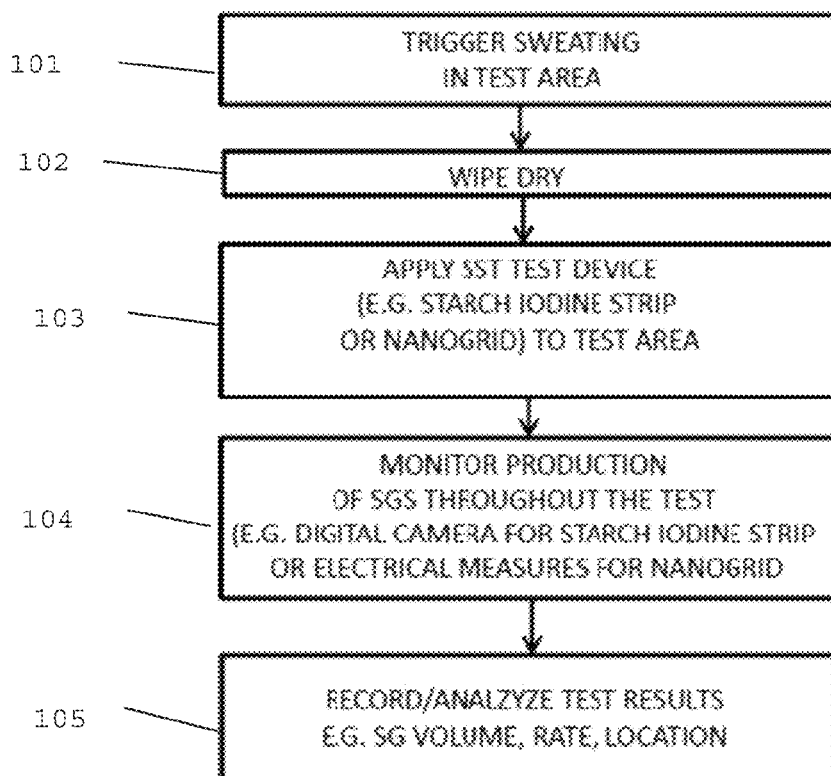 101
TRIGGER SWEATING
IN TEST AREA
102
WIPE DRY
103
APPLY SST TEST DEVICE
(E.G. STARCH IODINE STRIP
OR NANOGRID) TO TEST AREA
104
MONITOR PRODUCTION
OF SGS THROUGHOUT THE TEST
(E.G. DIGITAL CAMERA FOR STARCH IODINE STRIP
OR ELECTRICAL MEASURES FOR NANOGRID
105
RECORD/ANALZYZE TEST RESULTS
E.G. SG VOLUME, RATE, LOCATION